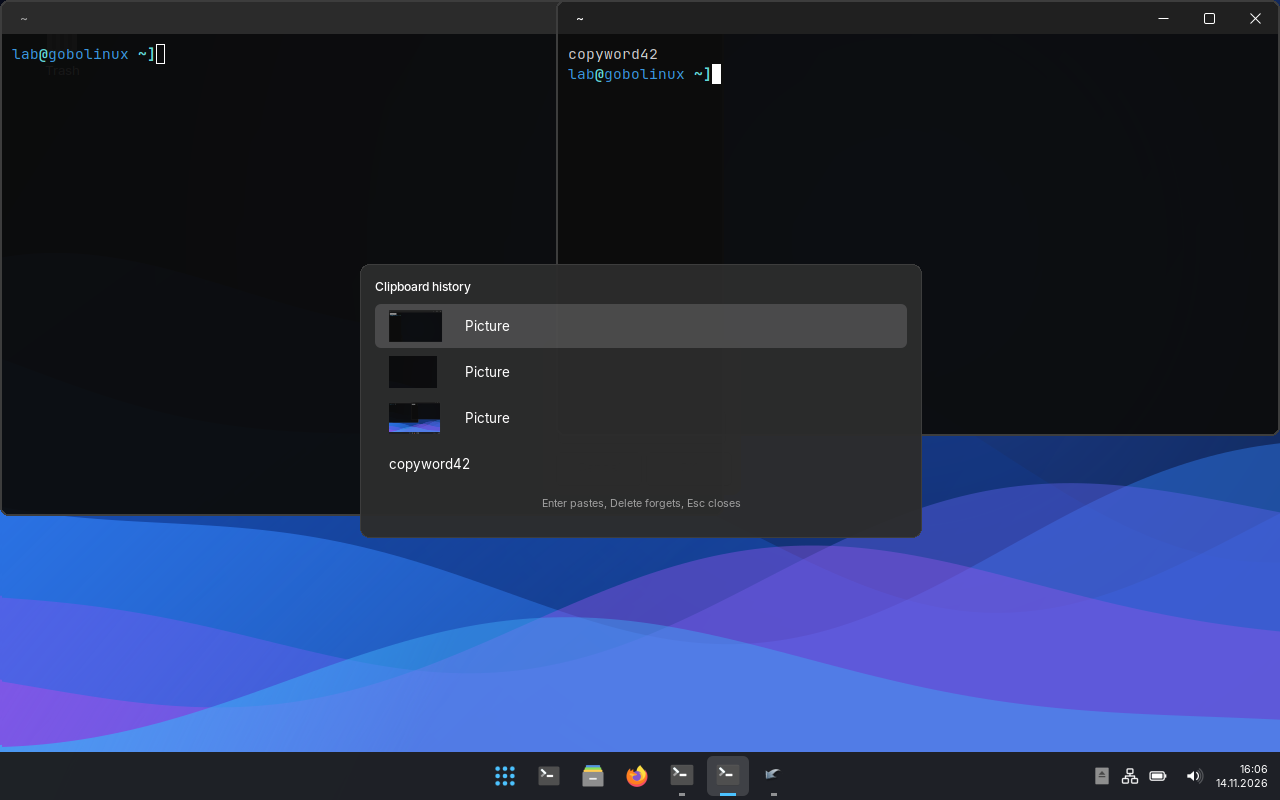 ~
lab@gobolinux ~]
Trash
~
copyword42
lab@gobolinux ~]
Clipboard history
Picture
Picture
Picture
copyword42
Enter pastes, Delete forgets, Esc closes
16:06
14.11.2026